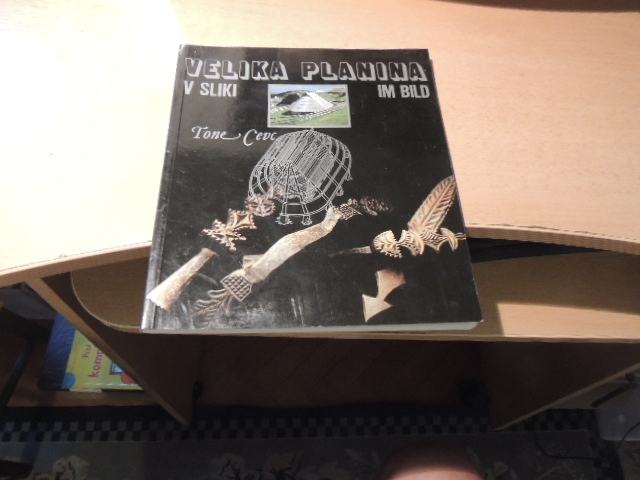 VELIKA PLANINA
V SLIKI IM BILD
Tone Cevc